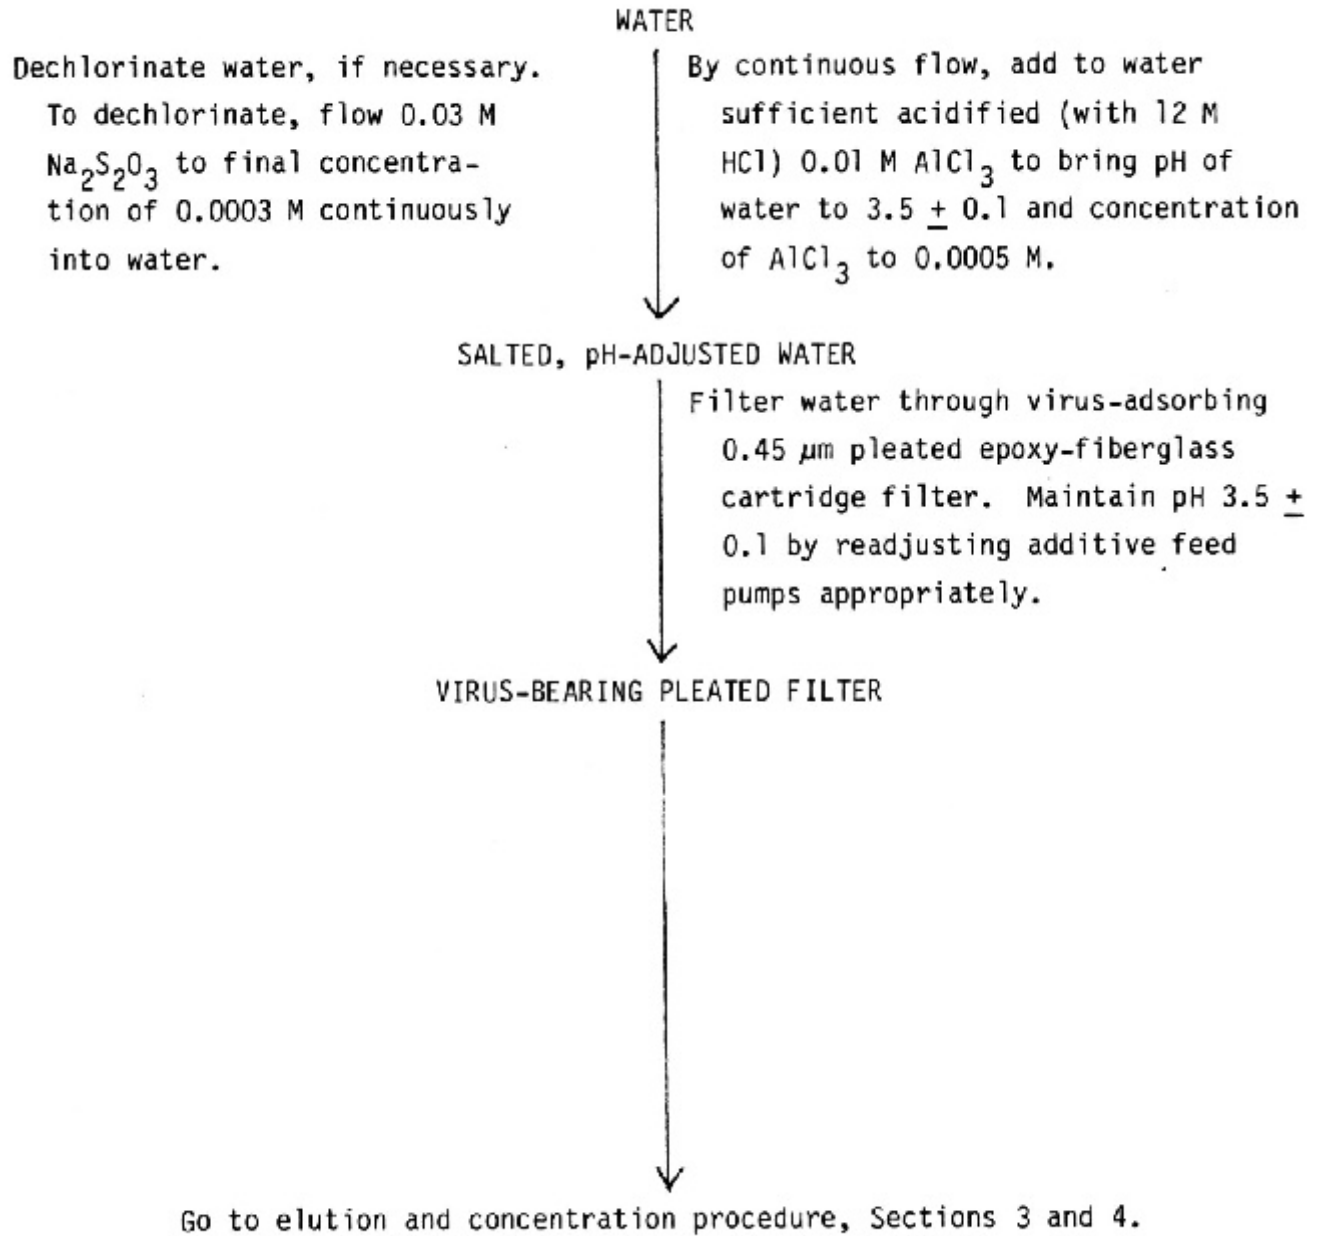 WATER
Dechlorinate water, if necessary.
To dechlorinate, flow 0.03 M
Na₂S₂O₃ to final concentra-
tion of 0.0003 M continuously
into water.
By continuous flow, add to water
sufficient acidified (with 12 M
HCl) 0.01 M AlCl₃ to bring pH of
water to 3.5 ± 0.1 and concentration
of AlCl₃ to 0.0005 M.
SALTED, pH-ADJUSTED WATER
Filter water through virus-adsorbing
0.45 µm pleated epoxy-fiberglass
cartridge filter. Maintain pH 3.5 ±
0.1 by readjusting additive feed
pumps appropriately.
VIRUS-BEARING PLEATED FILTER
Go to elution and concentration procedure, Sections 3 and 4.